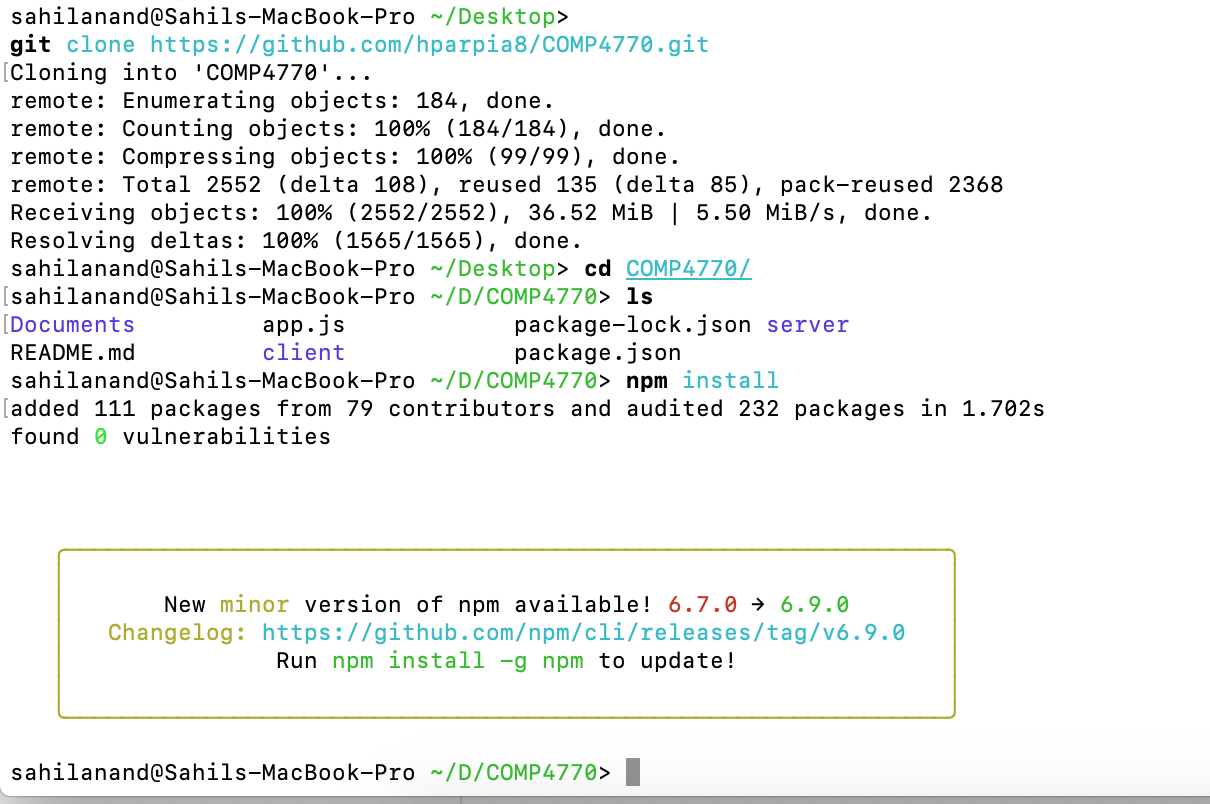 sahilanand@Sahils-MacBook-Pro ~/Desktop>
git clone https://github.com/hparpia8/COMP4770.git
[Cloning into 'COMP4770'...
remote: Enumerating objects: 184, done.
remote: Counting objects: 100% (184/184), done.
remote: Compressing objects: 100% (99/99), done.
remote: Total 2552 (delta 108), reused 135 (delta 85), pack-reused 2368
Receiving objects: 100% (2552/2552), 36.52 MiB | 5.50 MiB/s, done.
Resolving deltas: 100% (1565/1565), done.
sahilanand@Sahils-MacBook-Pro ~/Desktop> cd COMP4770/
[sahilanand@Sahils-MacBook-Pro ~/D/COMP4770> ls
[Documents app.js package-lock.json server
README.md client package.json
sahilanand@Sahils-MacBook-Pro ~/D/COMP4770> npm install
[added 111 packages from 79 contributors and audited 232 packages in 1.702s
found 0 vulnerabilities
New minor version of npm available! 6.7.0 → 6.9.0
Changelog: https://github.com/npm/cli/releases/tag/v6.9.0
Run npm install -g npm to update!
sahilanand@Sahils-MacBook-Pro ~/D/COMP4770>